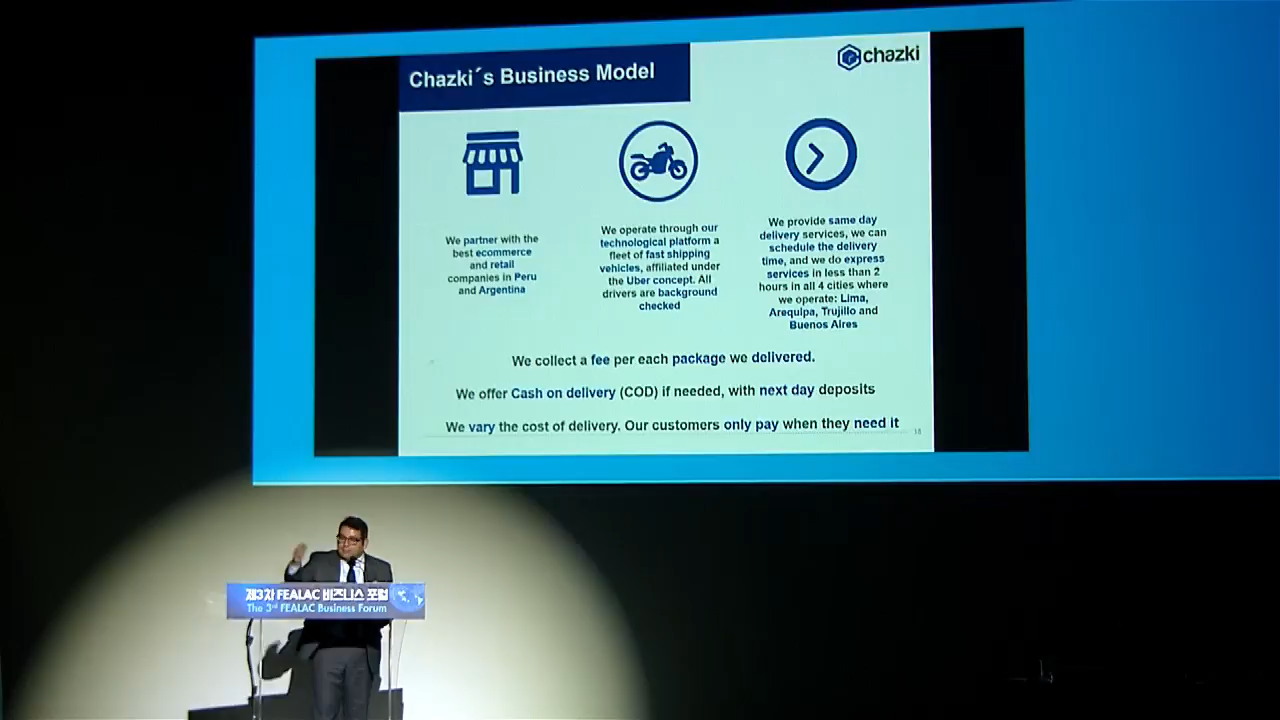 Chazki´s Business Model
chazki
We partner with the
best ecommerce
and retail
companies in Peru
and Argentina
We operate through our
technological platform a
fleet of fast shipping
vehicles, affiliated under
the Uber concept. All
drivers are background
checked
We provide same day
delivery services, we can
schedule the delivery
time, and we do express
services in less than 2
hours in all 4 cities where
we operate: Lima,
Arequipa, Trujillo and
Buenos Aires
We collect a fee per each package we delivered.
We offer Cash on delivery (COD) if needed, with next day deposits
We vary the cost of delivery. Our customers only pay when they need it
18
제3차 FEALAC 비즈니스 포럼
The 3rd FEALAC Business Forum